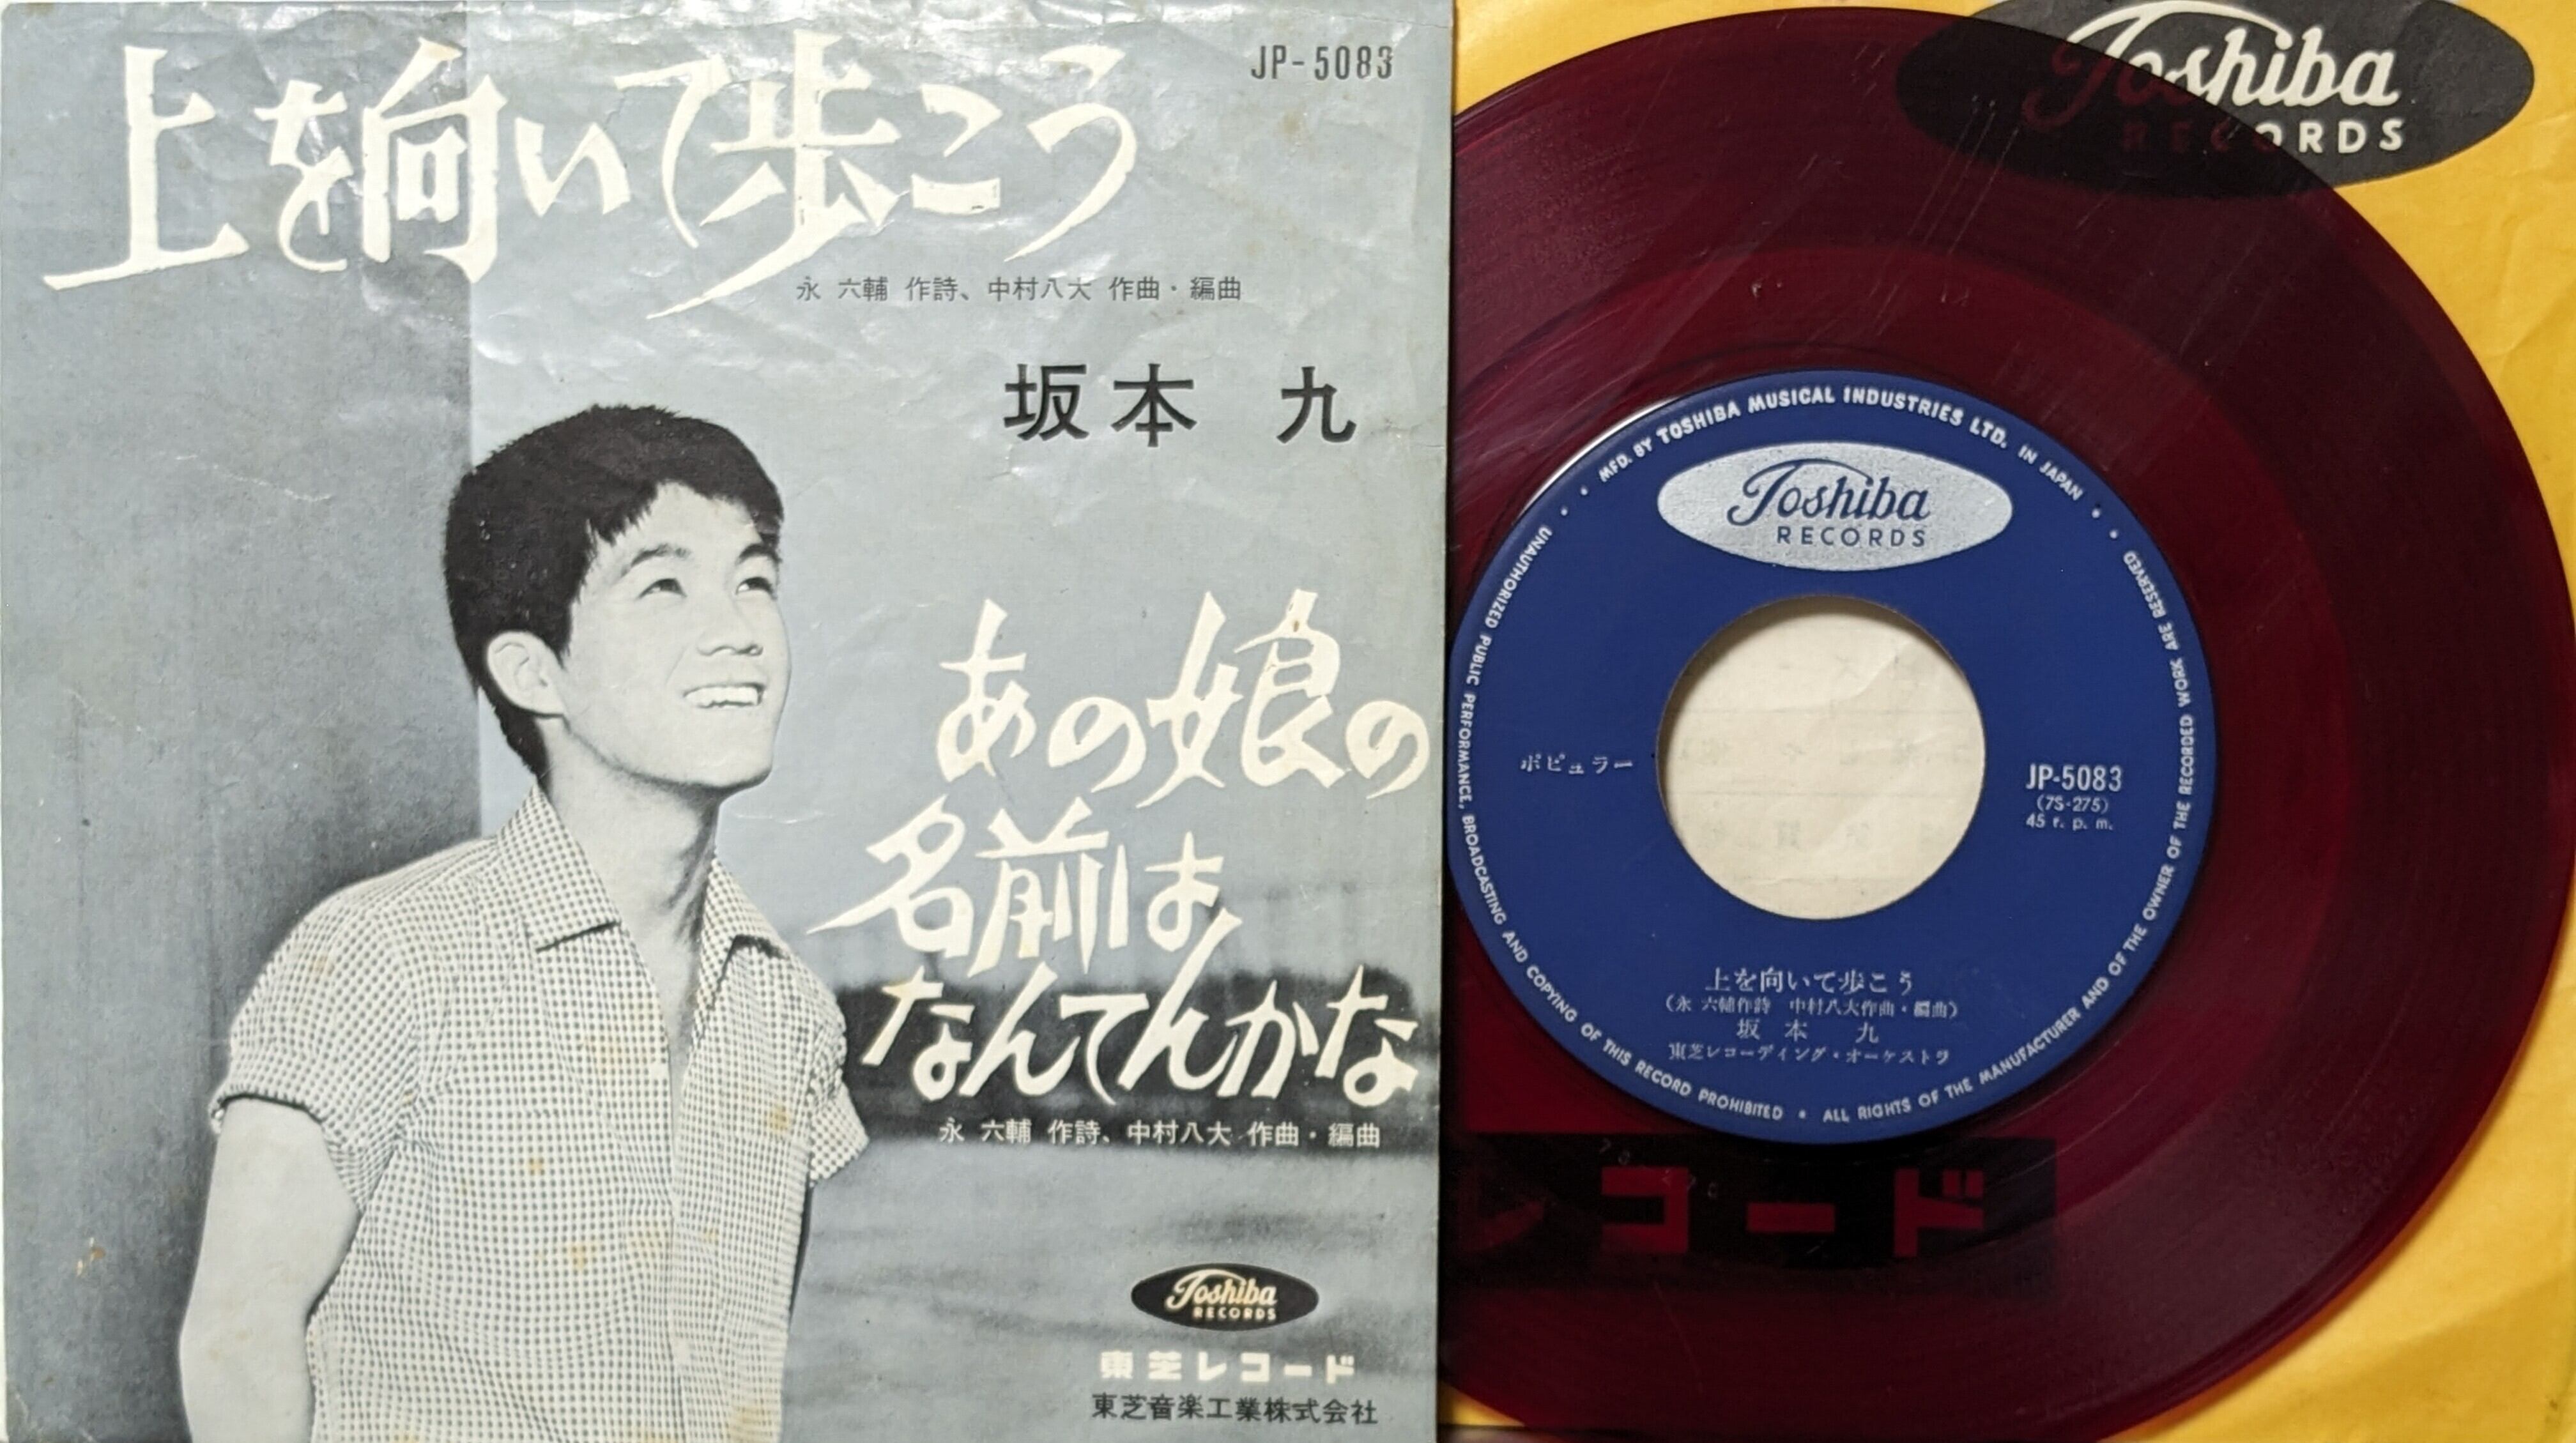 上を向いて歩こう
JP-5083
永 六輔 作詩、中村八大 作曲・編曲
坂本 九
あの娘の
名前は
なんてんかな
永 六輔 作詩、中村八大 作曲・編曲
Toshiba
RECORDS
東芝レコード
東芝音楽工業株式会社
Toshiba
RECORDS
MFD. BY TOSHIBA MUSICAL INDUSTRIES LTD. IN JAPAN
Toshiba
RECORDS
ポピュラー
JP-5083
(7S-275)
45 r. p. m.
上を向いて歩こう
(永 六輔作詩 中村八大作曲・編曲)
坂本 九
東芝レコーディング・オーケストラ
UNAUTHORIZED PUBLIC PERFORMANCE, BROADCASTING AND COPYING OF THIS RECORD PROHIBITED • ALL RIGHTS OF THE MANUFACTURER AND OF THE OWNER OF THE RECORDED WORK ARE RESERVED
レコード